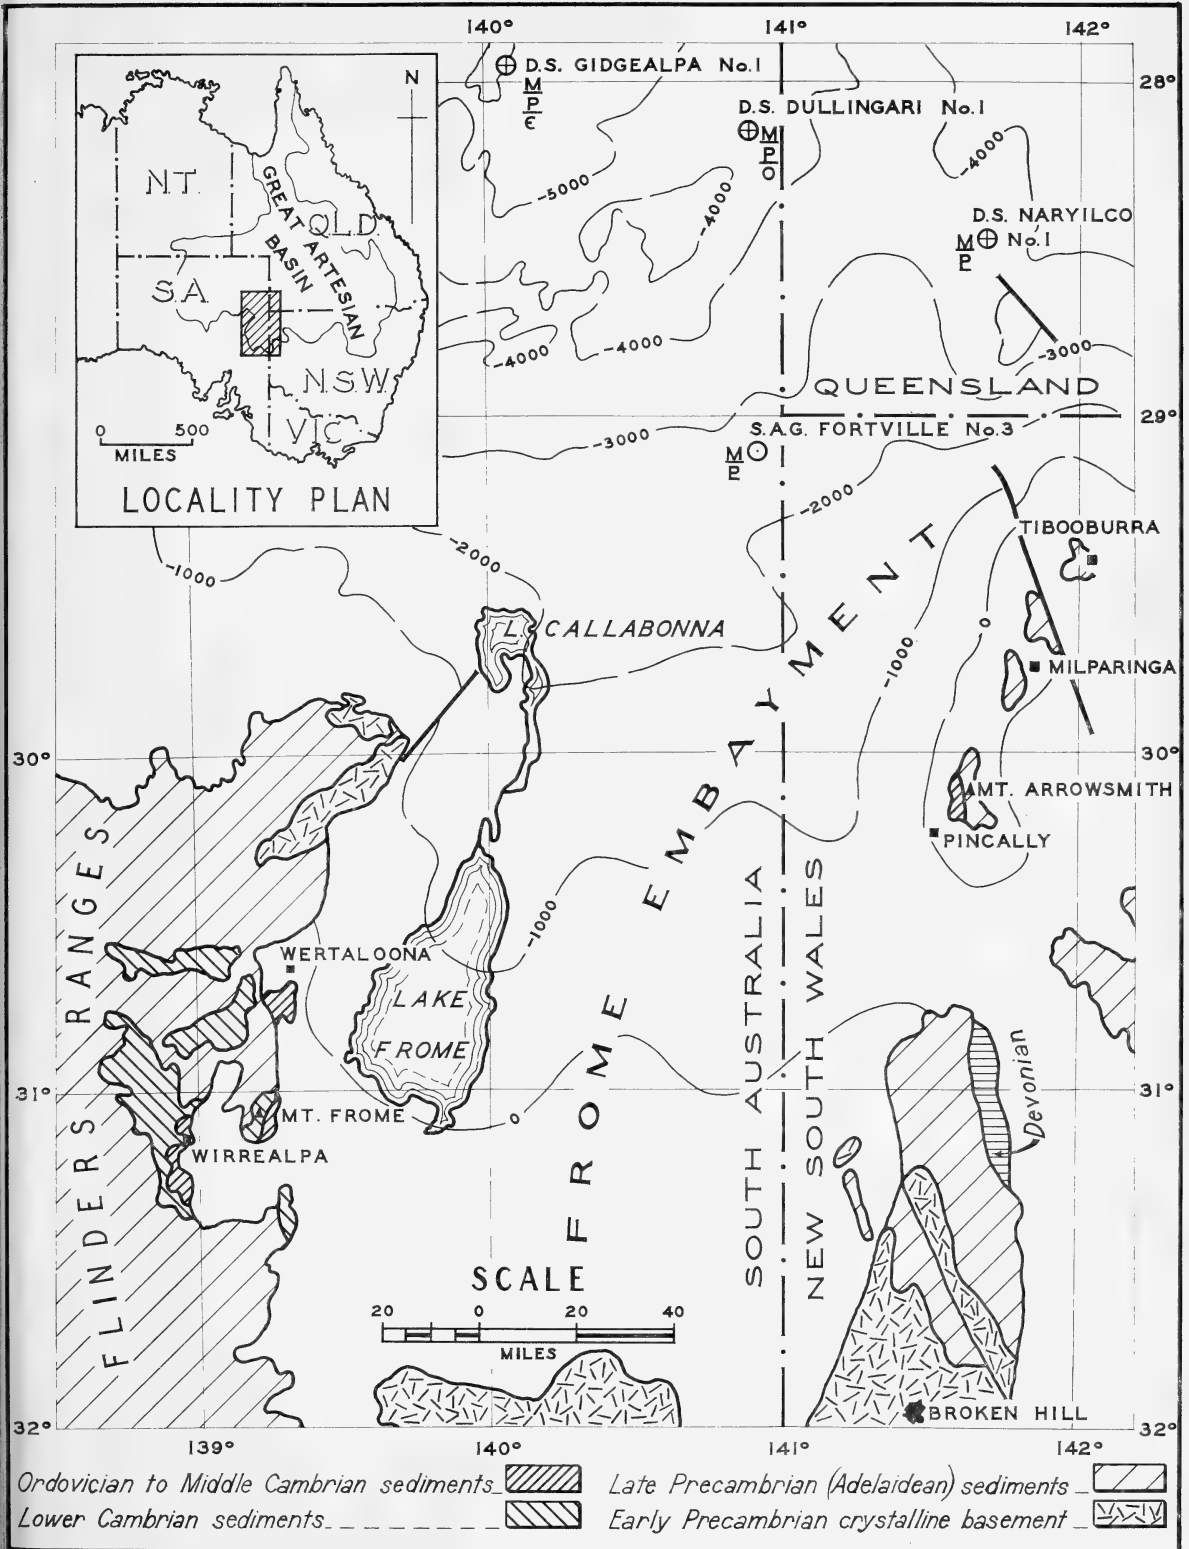 140°
141°
142°
D.S. GIDGEALPA No.1
M
P
Є
28°
D.S. DULLINGARI No.1
M
P
O
-5000
-4000
-4000
D.S. NARYILCO
No.1
M
P
-4000
-4000
-3000
QUEENSLAND
29°
S.A.G. FORTVILLE No.3
M
P
-3000
-2000
N
N.T.
QLD.
GREAT ARTESIAN
BASIN
S.A.
N.S.W.
VIC.
0 500
MILES
LOCALITY PLAN
-1000
-2000
TIBOOBURRA
L. CALLABONNA
0
-1000
MILPARINGA
30°
30°
MT. ARROWSMITH
PINCALLY
FROME EMBAYMENT
-1000
WERTALOONA
LAKE
FROME
FLINDERS RANGES
SOUTH AUSTRALIA
NEW SOUTH WALES
31°
31°
0
Devonian
MT. FROME
WIRREALPA
SCALE
20 0 20 40
MILES
BROKEN HILL
32°
32°
139°
140°
141°
142°
Ordovician to Middle Cambrian sediments
Lower Cambrian sediments
Late Precambrian (Adelaidean) sediments
Early Precambrian crystalline basement